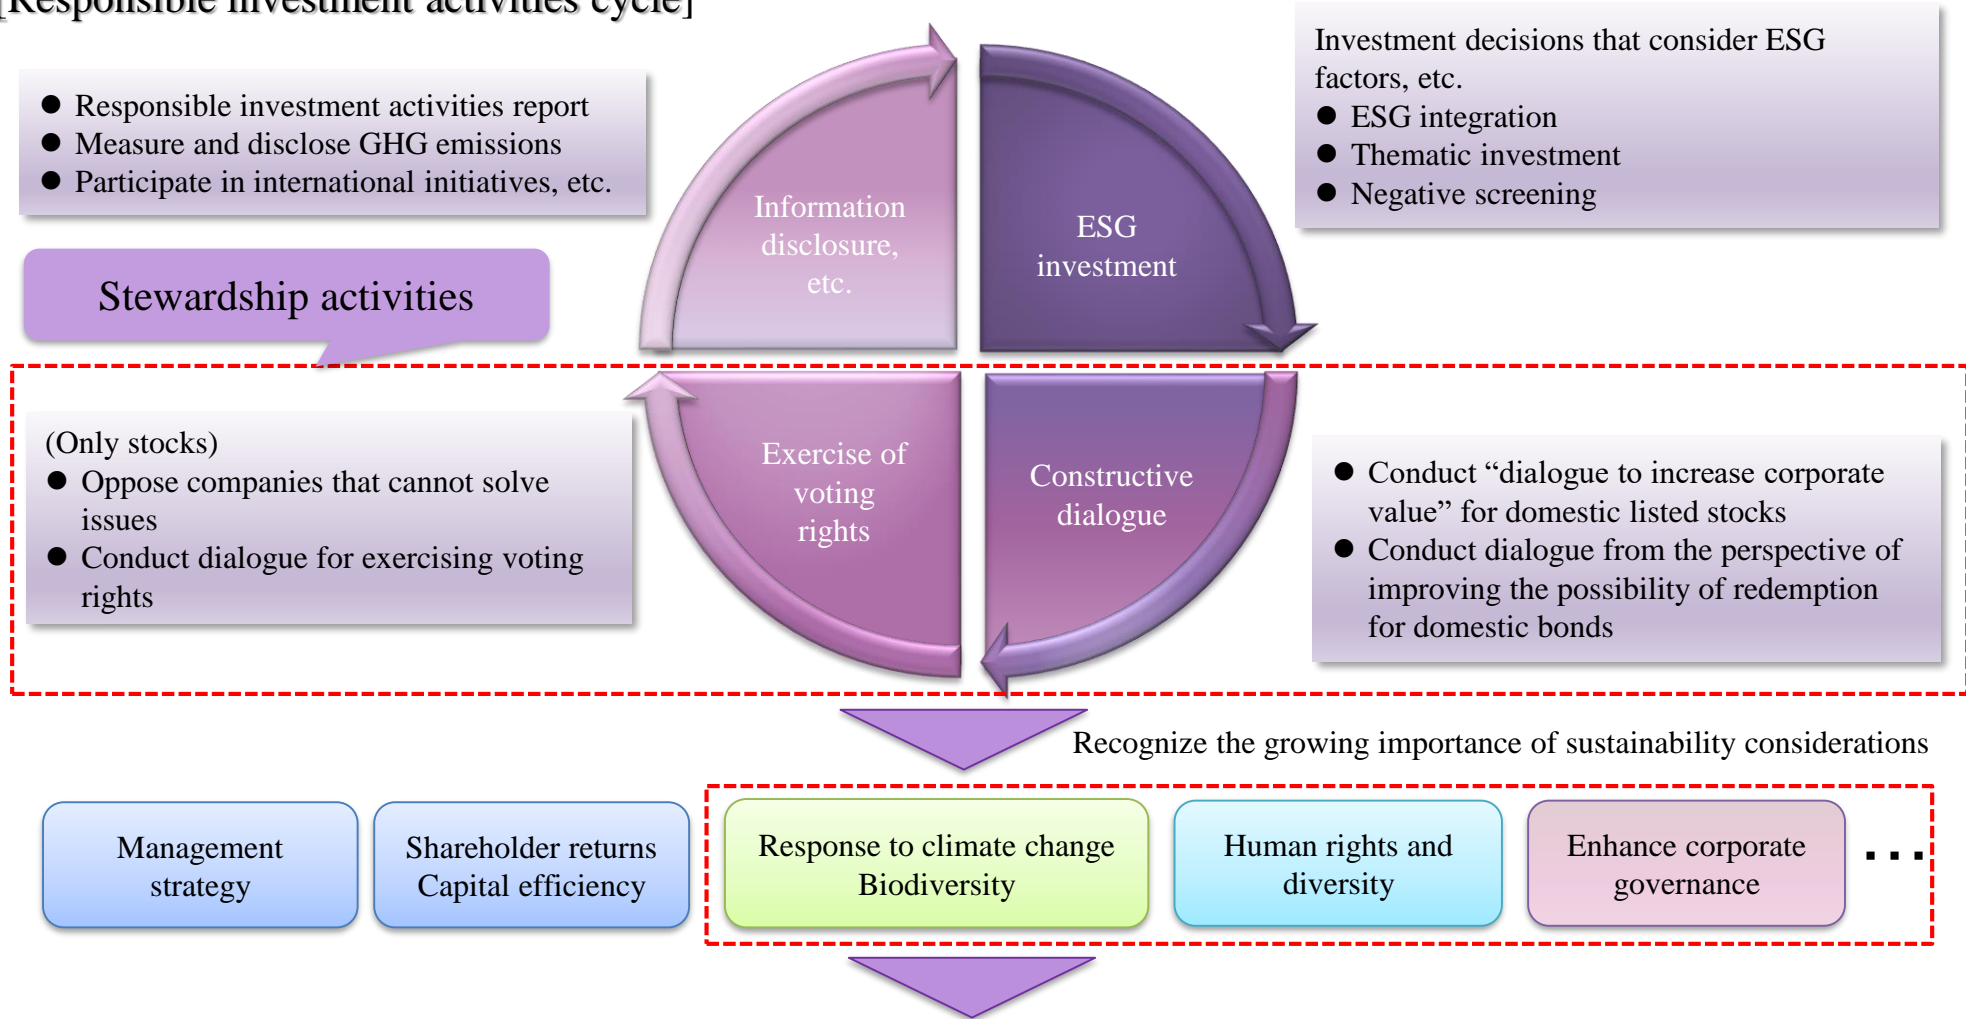 [Responsible investment activities cycle]
● Responsible investment activities report
● Measure and disclose GHG emissions
● Participate in international initiatives, etc.
Investment decisions that consider ESG
factors, etc.
● ESG integration
● Thematic investment
● Negative screening
Information
disclosure,
etc.
ESG
investment
Stewardship activities
(Only stocks)
● Oppose companies that cannot solve
issues
● Conduct dialogue for exercising voting
rights
Exercise of
voting
rights
Constructive
dialogue
● Conduct “dialogue to increase corporate
value” for domestic listed stocks
● Conduct dialogue from the perspective of
improving the possibility of redemption
for domestic bonds
Recognize the growing importance of sustainability considerations
Management
strategy
Shareholder returns
Capital efficiency
Response to climate change
Biodiversity
Human rights and
diversity
Enhance corporate
governance
...